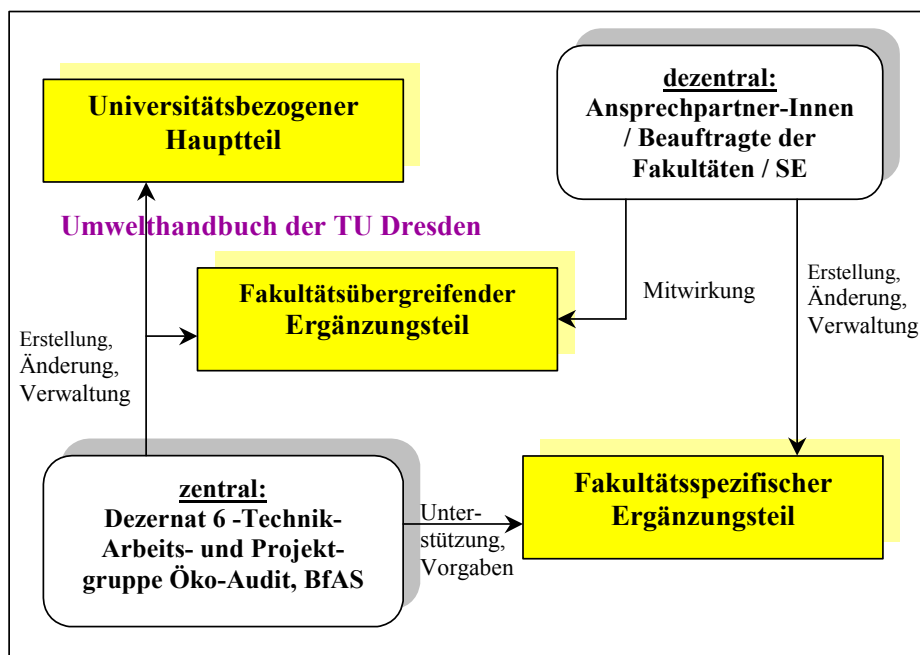 Universitätsbezogener
Hauptteil
dezentral:
Ansprechpartner-Innen
/ Beauftragte der
Fakultäten / SE
Umwelthandbuch der TU Dresden
Fakultätsübergreifender
Ergänzungsteil
Mitwirkung
Erstellung,
Änderung,
Verwaltung
Erstellung,
Änderung,
Verwaltung
zentral:
Dezernat 6 -Technik-
Arbeits- und Projekt-
gruppe Öko-Audit, BfAS
Unter-
stützung,
Vorgaben
Fakultätsspezifischer
Ergänzungsteil